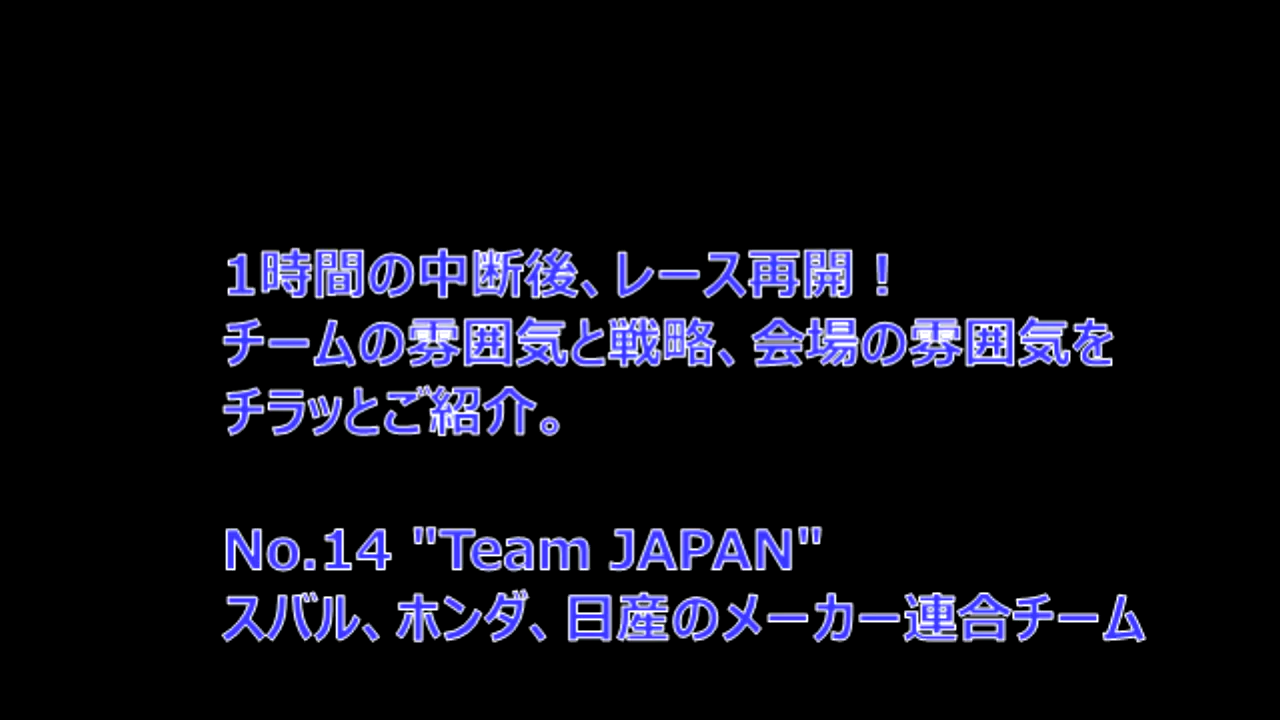 1時間の中断後、レース再開！
チームの雰囲気と戦略、会場の雰囲気を
チラッとご紹介。
No.14 "Team JAPAN"
スバル、ホンダ、日産のメーカー連合チーム